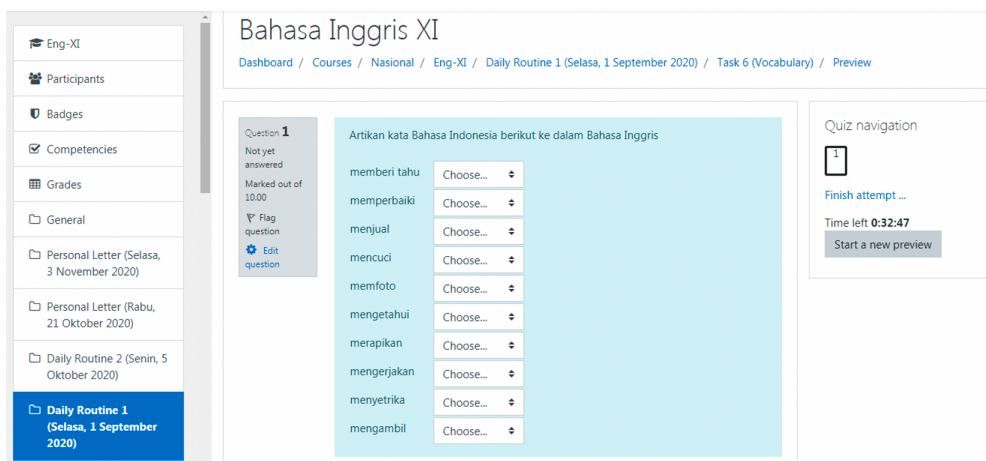 Bahasa Inggris XI
Dashboard / Courses / Nasional / Eng-XI / Daily Routine 1 (Selasa, 1 September 2020) / Task 6 (Vocabulary) / Preview
Eng-XI
Participants
Badges
Competencies
Grades
General
Personal Letter (Selasa,
3 November 2020)
Personal Letter (Rabu,
21 Oktober 2020)
Daily Routine 2 (Senin, 5
Oktober 2020)
Daily Routine 1
(Selasa, 1 September
2020)
Question 1
Not yet
answered
Marked out of
10.00
Flag
question
Edit
question
Artikan kata Bahasa Indonesia berikut ke dalam Bahasa Inggris
memberi tahu Choose...
memperbaiki Choose...
menjual Choose...
mencuci Choose...
memfoto Choose...
mengetahui Choose...
merapikan Choose...
mengerjakan Choose...
menyetrika Choose...
mengambil Choose...
Quiz navigation
1
Finish attempt ...
Time left 0:32:47
Start a new preview